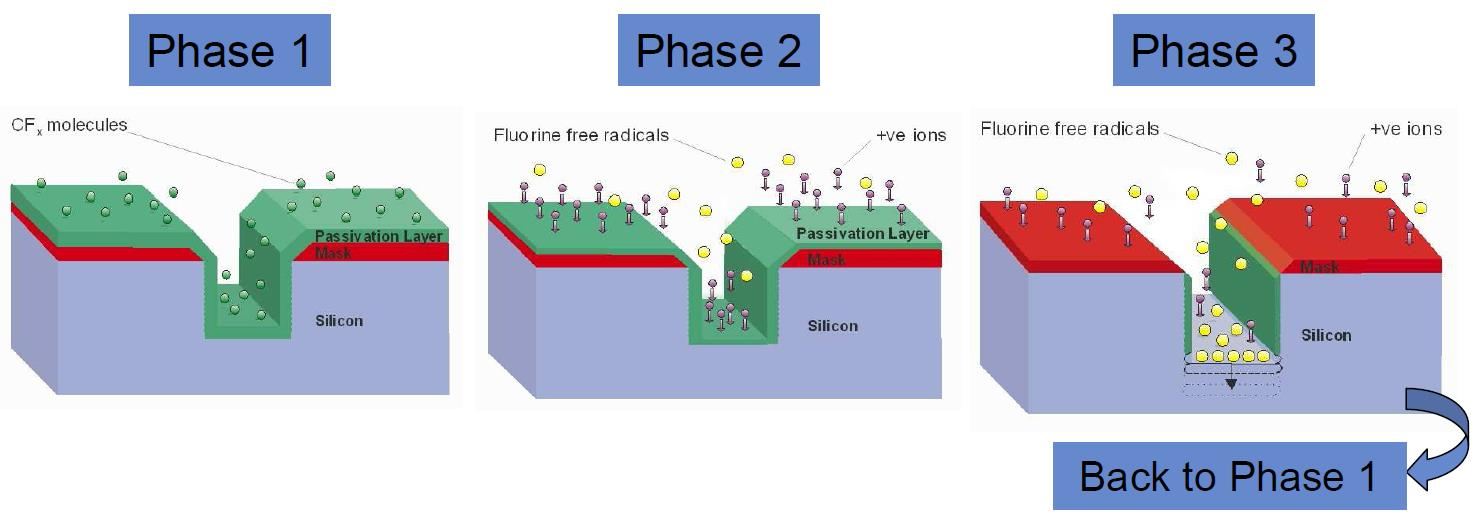 Phase 1
Phase 2
Phase 3
CFx molecules
Passivation Layer
Mask
Silicon
Fluorine free radicals
+ve ions
Passivation Layer
Mask
Silicon
Fluorine free radicals
+ve ions
Mask
Silicon
Back to Phase 1